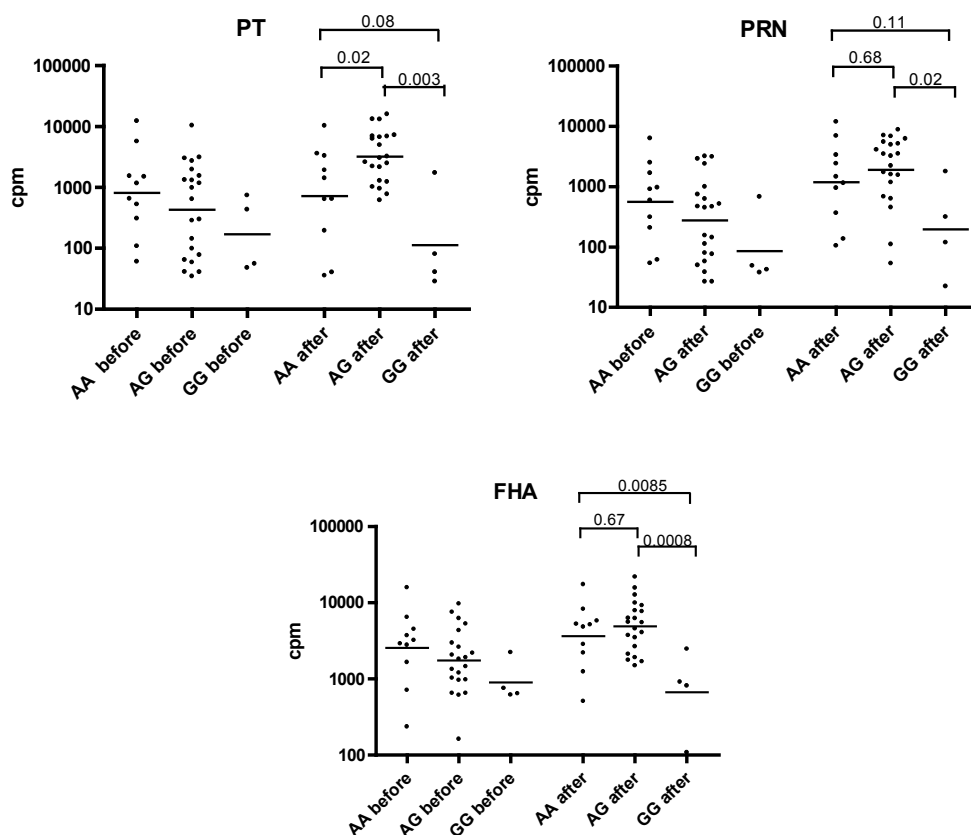 PT
0.08
0.02
0.003
100000
10000
1000
100
10
cpm
AA before
AG before
GG before
AA after
AG after
GG after
PRN
0.11
0.68
0.02
100000
10000
1000
100
10
cpm
AA before
AG after
GG before
AA after
AG after
GG after
FHA
0.0085
0.67
0.0008
100000
10000
1000
100
cpm
AA before
AG before
GG before
AA after
AG after
GG after